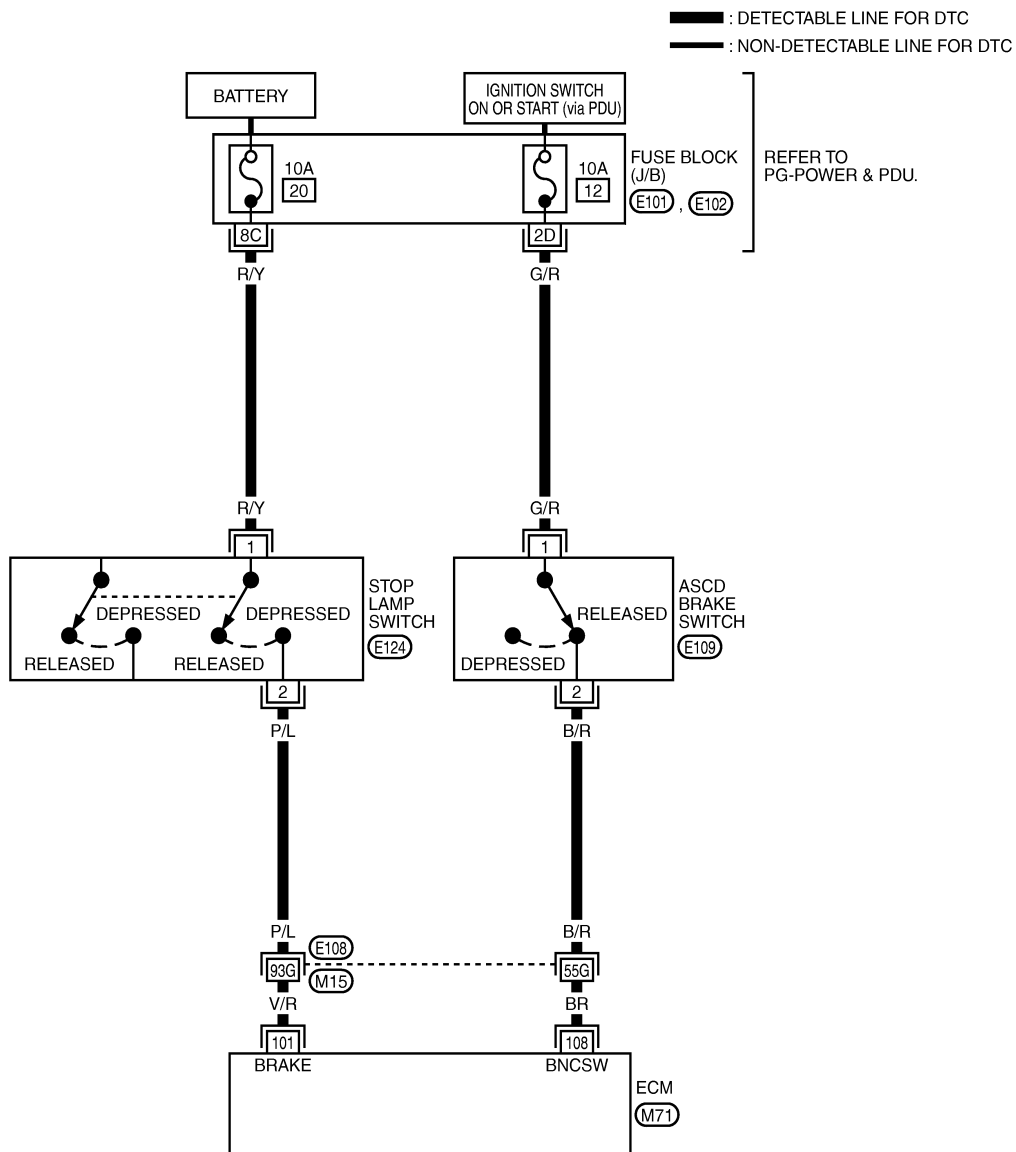 : DETECTABLE LINE FOR DTC
: NON-DETECTABLE LINE FOR DTC
BATTERY
IGNITION SWITCH
ON OR START (via PDU)
10A
20
10A
12
FUSE BLOCK
(J/B)
E101 , E102
REFER TO
PG-POWER & PDU.
8C
2D
R/Y
G/R
R/Y
G/R
1
1
DEPRESSED
DEPRESSED
RELEASED
RELEASED
STOP
LAMP
SWITCH
E124
RELEASED
DEPRESSED
ASCD
BRAKE
SWITCH
E109
2
2
P/L
B/R
P/L
B/R
E108
93G
55G
M15
V/R
BR
101
108
BRAKE
BNCSW
ECM
M71